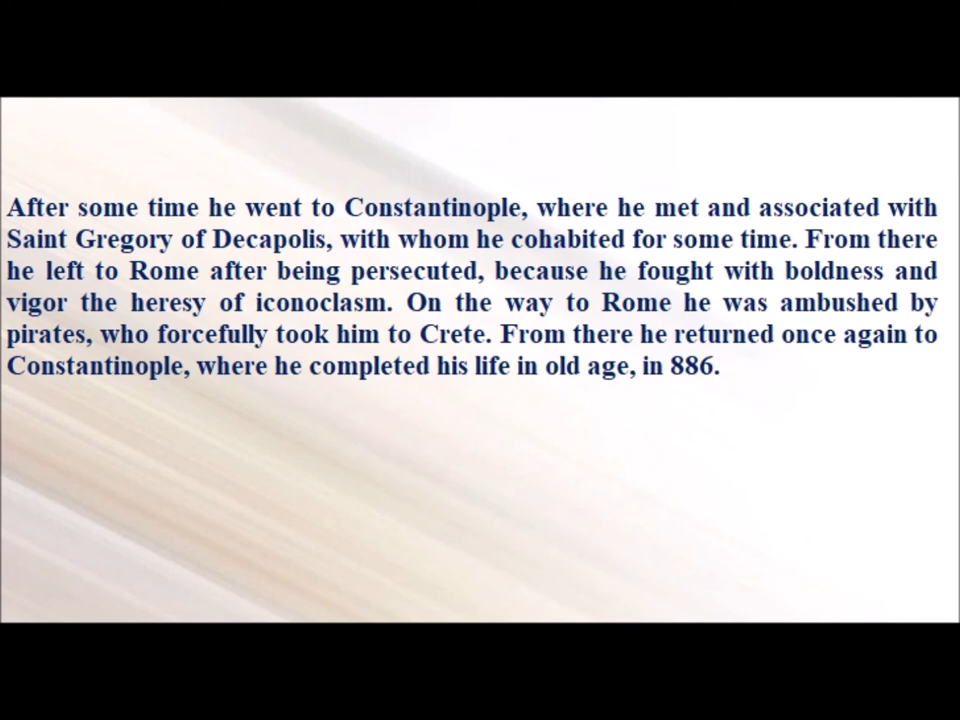 After some time he went to Constantinople, where he met and associated with
Saint Gregory of Decapolis, with whom he cohabited for some time. From there
he left to Rome after being persecuted, because he fought with boldness and
vigor the heresy of iconoclasm. On the way to Rome he was ambushed by
pirates, who forcefully took him to Crete. From there he returned once again to
Constantinople, where he completed his life in old age, in 886.